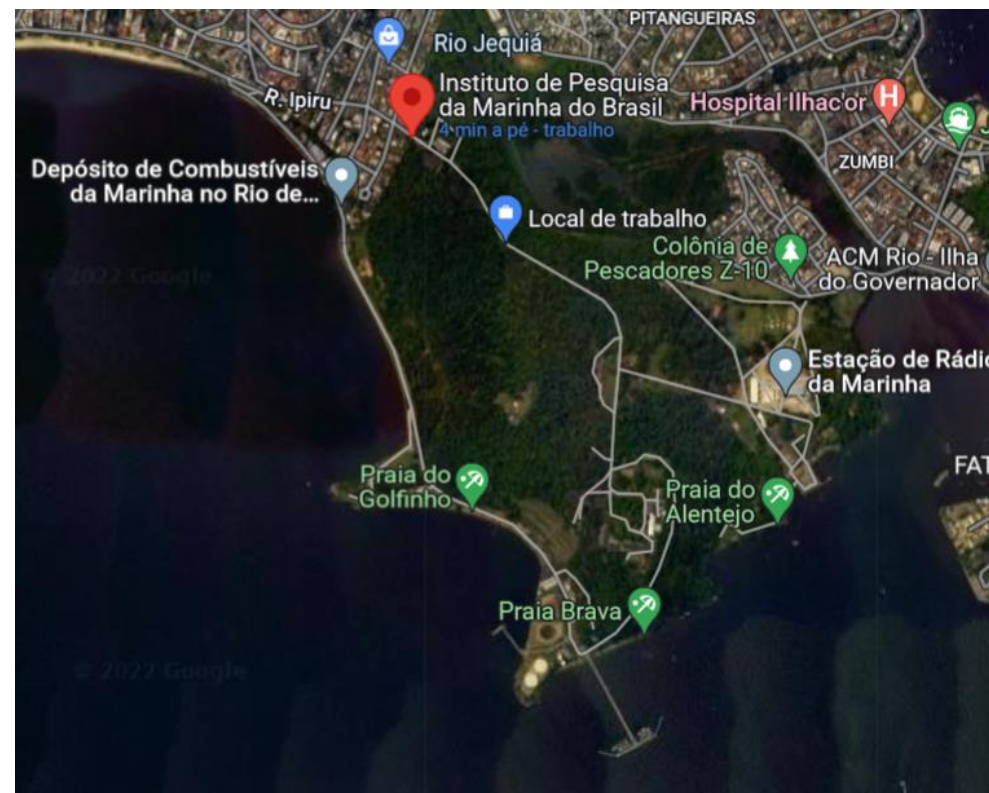 PITANGUEIRAS
Rio Jequiá
Instituto de Pesquisa
da Marinha do Brasil
4 min a pé - trabalho
R. Ipiru
Hospital Ilhac'or
H
J
ZUMBI
Depósito de Combustíveis
da Marinha no Rio de...
Local de trabalho
Colônia de
Pescadores Z-10
ACM Rio - Ilha
do Governador
© 2022 Google
Estação de Rádio
da Marinha
Praia do
Golfinho
Praia do
Alentejo
FAT
Praia Brava
© 2022 Google